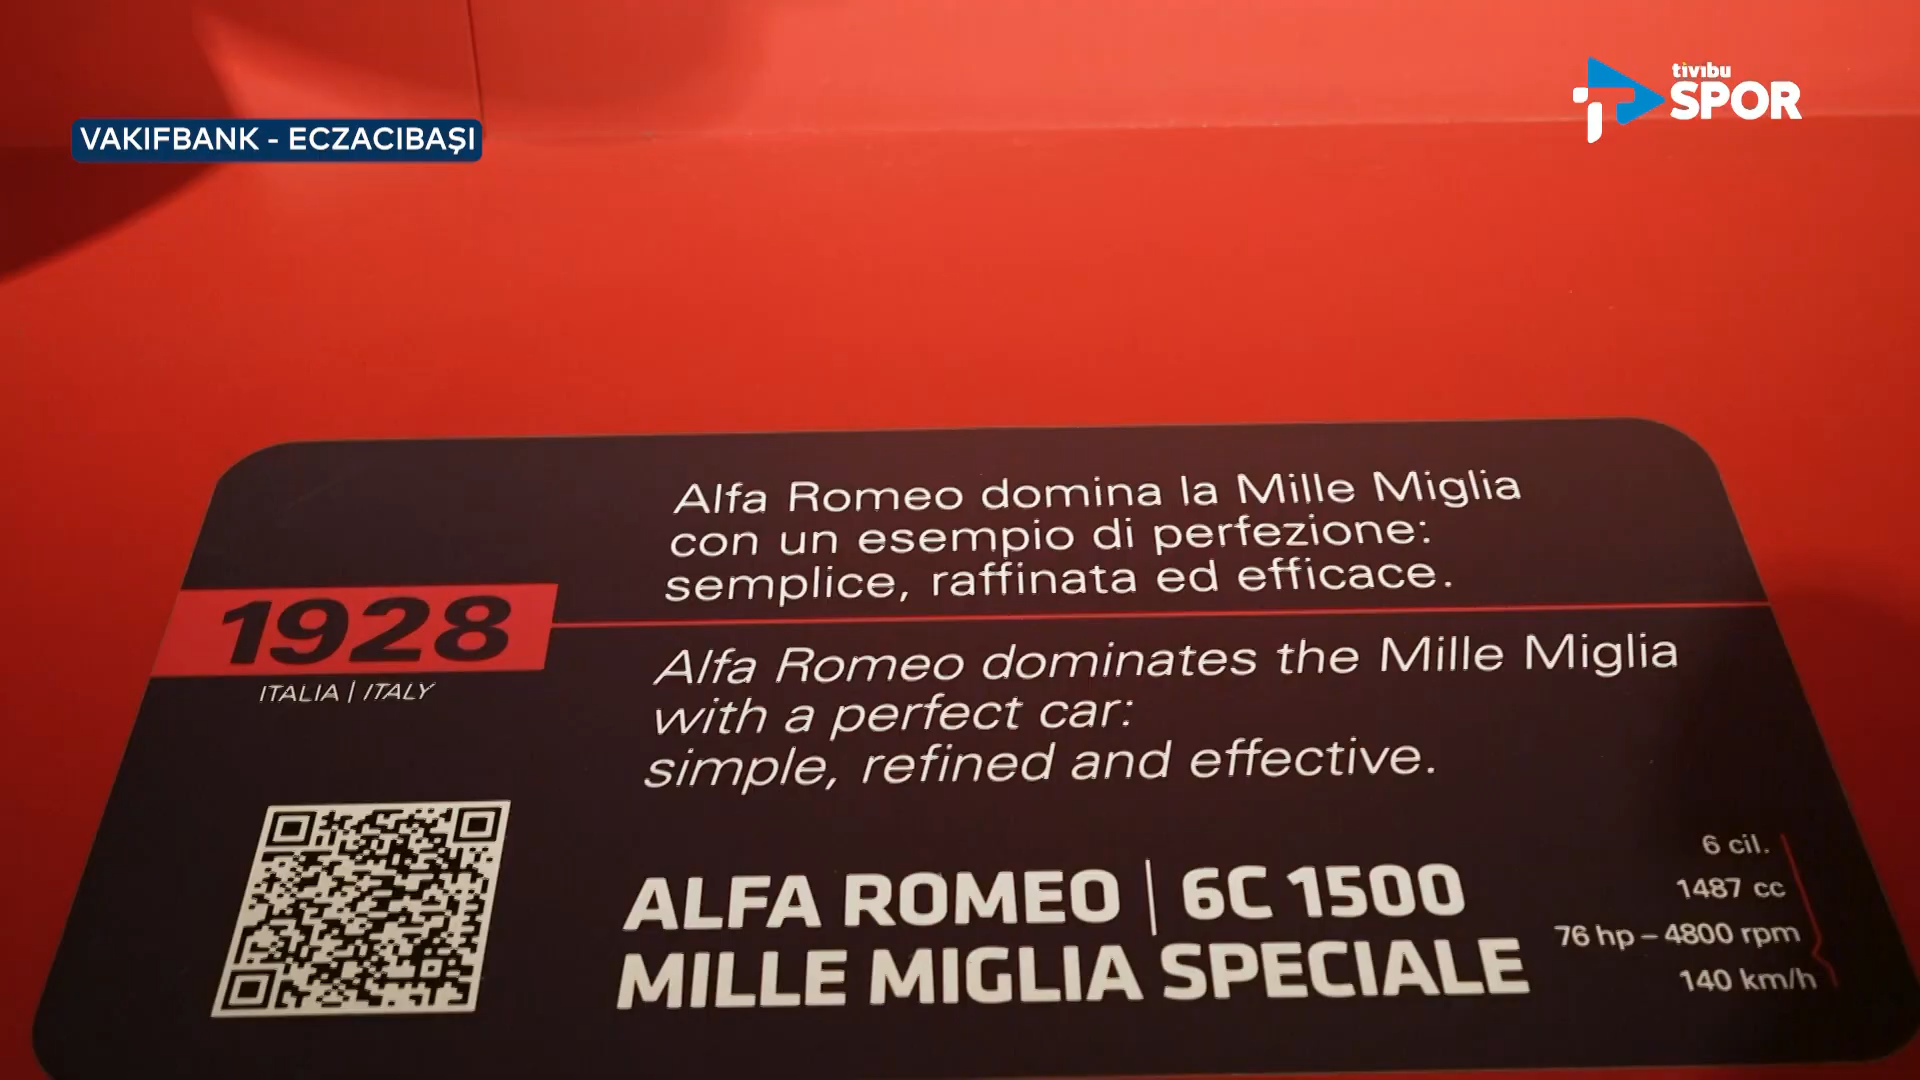 tivibu
SPOR
VAKIFBANK - ECZACIBAŞI
Alfa Romeo domina la Mille Miglia
con un esempio di perfezione:
semplice, raffinata ed efficace.
1928
ITALIA | ITALY
Alfa Romeo dominates the Mille Miglia
with a perfect car:
simple, refined and effective.
ALFA ROMEO | 6C 1500
MILLE MIGLIA SPECIALE
6 cil.
1487 cc
76 hp – 4800 rpm
140 km/h